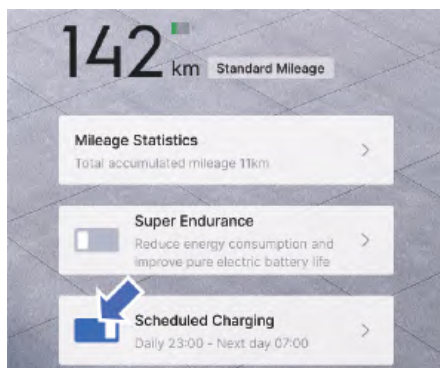 142 km Standard Mileage
Mileage Statistics
Total accumulated mileage 11km
Super Endurance
Reduce energy consumption and
improve pure electric battery life
Scheduled Charging
Daily 23:00 - Next day 07:00